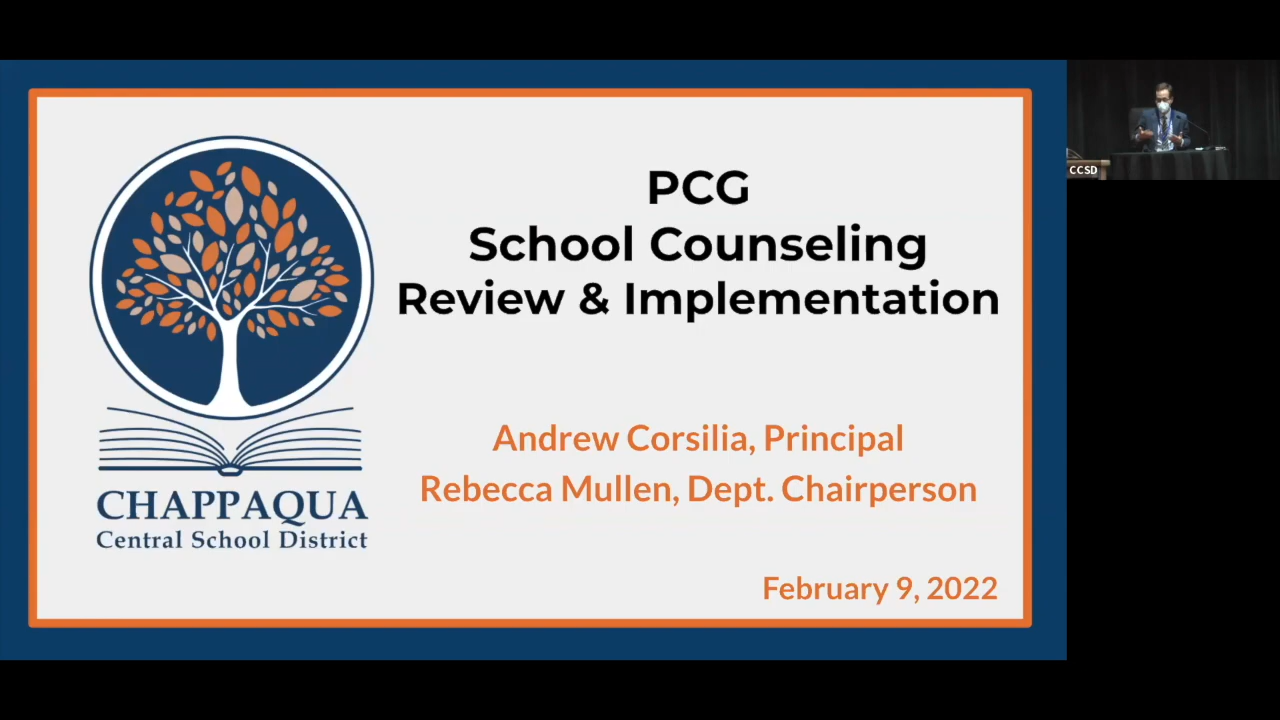 PCG
School Counseling
Review & Implementation
Andrew Corsilia, Principal
Rebecca Mullen, Dept. Chairperson
February 9, 2022
CHAPPAQUA
Central School District
CCSD